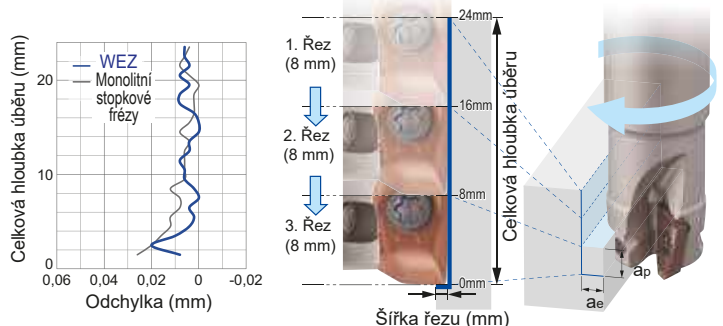 Celková hloubka úběru (mm)
20
10
0
0,06
0,04
0,02
0
-0,02
Odchylka (mm)
WEZ
Monolitní
stopkové
frézy
1. Řez
(8 mm)
2. Řez
(8 mm)
3. Řez
(8 mm)
24mm
16mm
8mm
0mm
Celková hloubka úběru
Šířka řezu (mm)
ap
ae